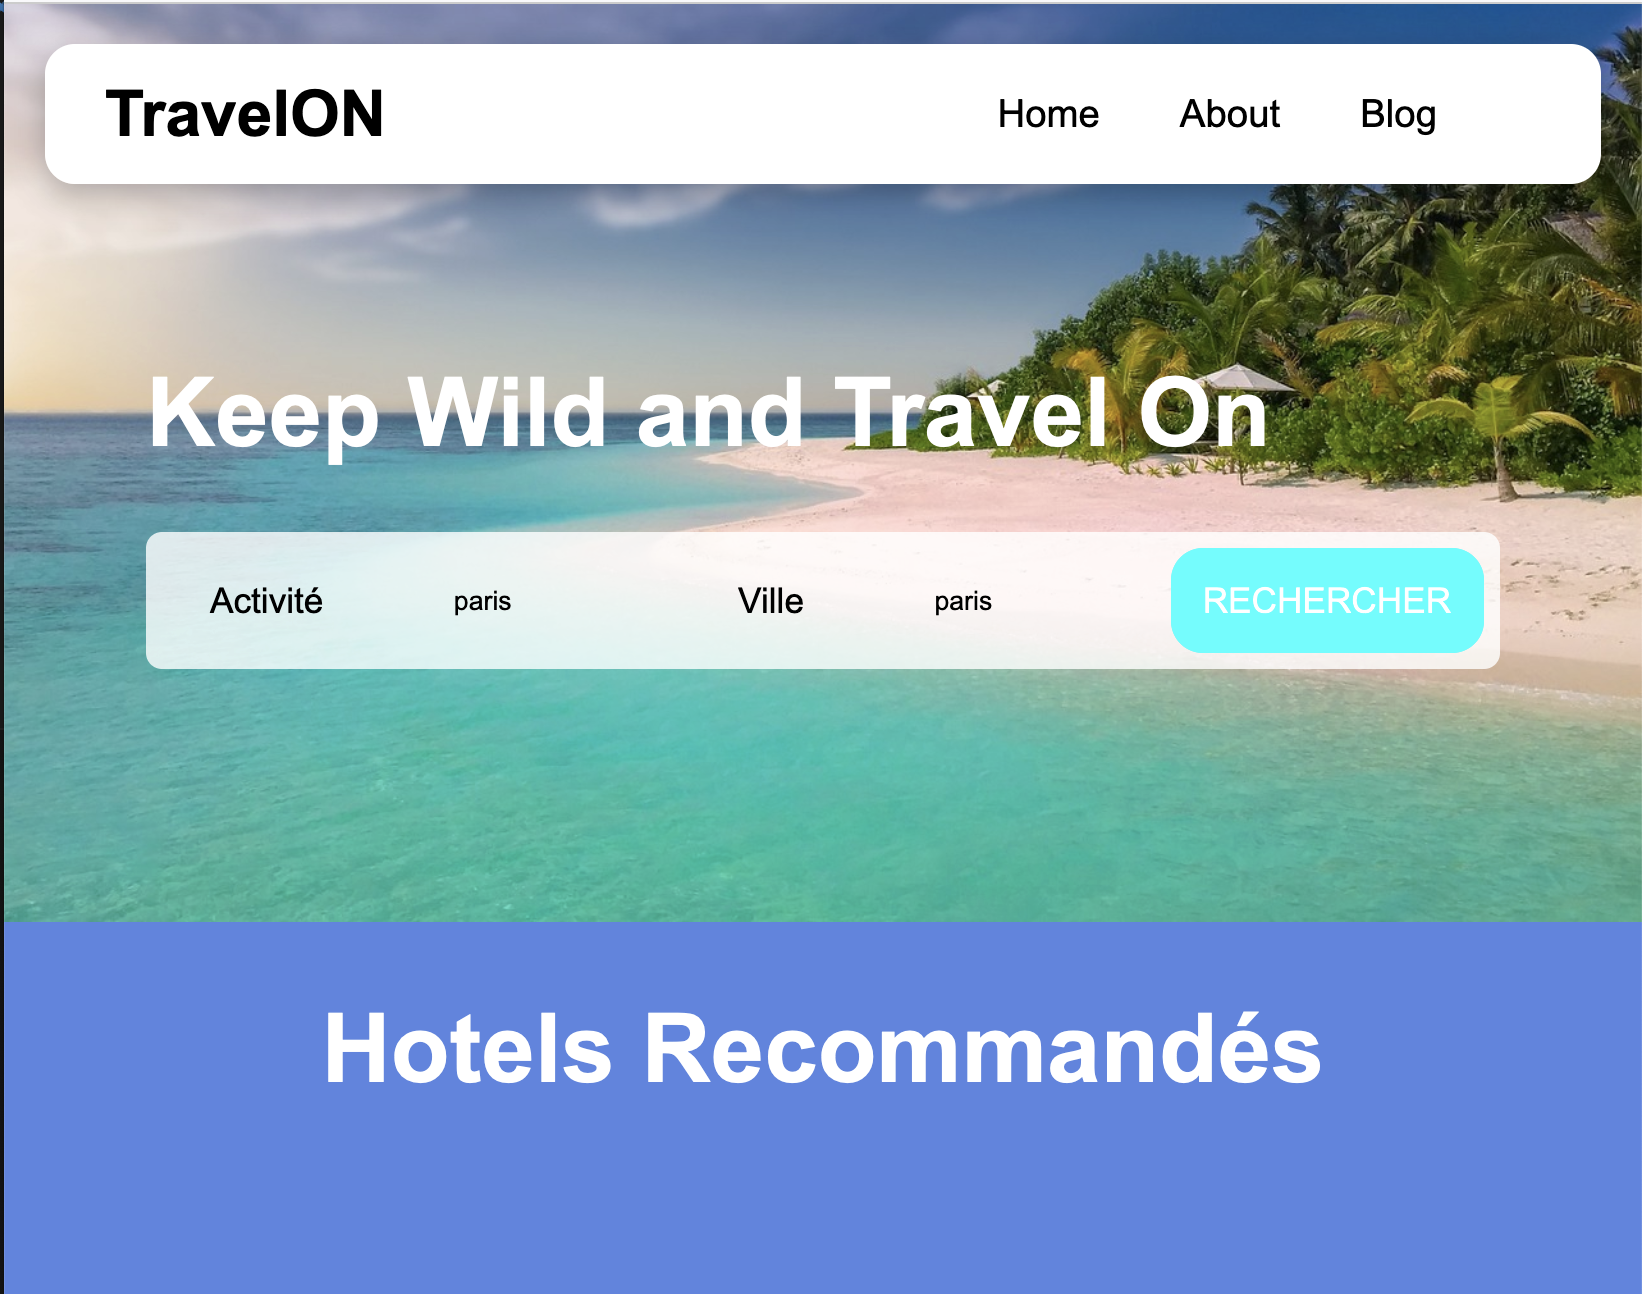 TravelON Home About Blog
Keep Wild and Travel On
Activité paris Ville paris RECHERCHER
Hotels Recommandés